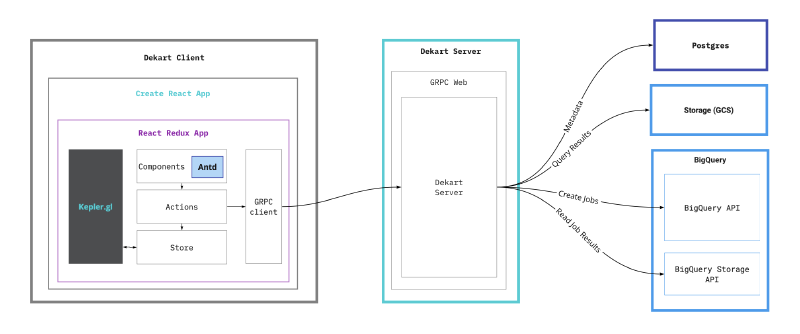 Dekart Client
Create React App
React Redux App
Kepler.gl
Components
Antd
Actions
Store
GRPC
client
Dekart Server
GRPC Web
Dekart
Server
Metadata
Query Results
Create Jobs
Read Job Results
Postgres
Storage (GCS)
BigQuery
BigQuery API
BigQuery Storage
API